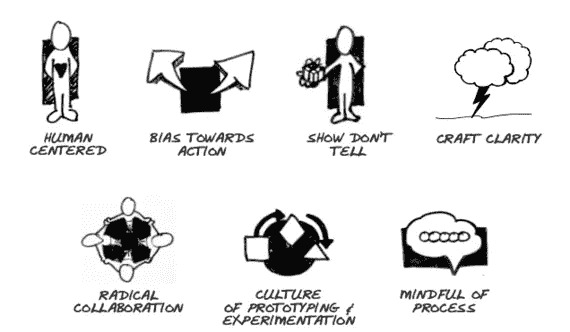 HUMAN
CENTERED
BIAS TOWARDS
ACTION
SHOW DON'T
TELL
CRAFT CLARITY
RADICAL
COLLABORATION
CULTURE
OF PROTOTYPING &
EXPERIMENTATION
MINDFUL OF
PROCESS